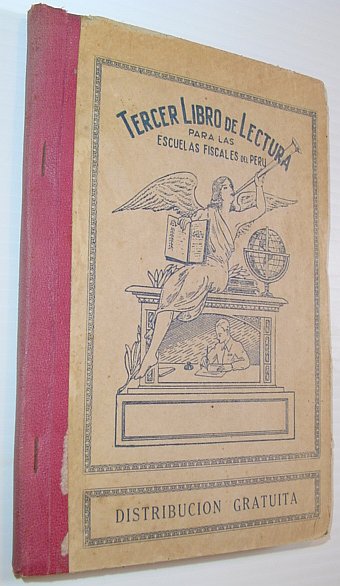 TERCER LIBRO DE LECTURA
PARA LAS
ESCUELAS FISCALES DEL PERU
DISTRIBUCION GRATUITA